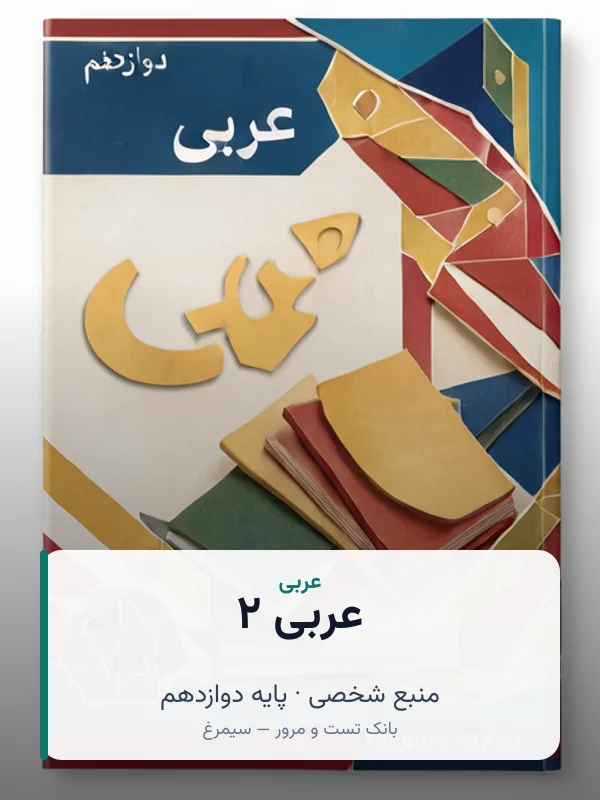 دوازدهم
عربی
عربی
عربی ۲
منبع شخصی · پایه دوازدهم
بانک تست و مرور – سیمرغ